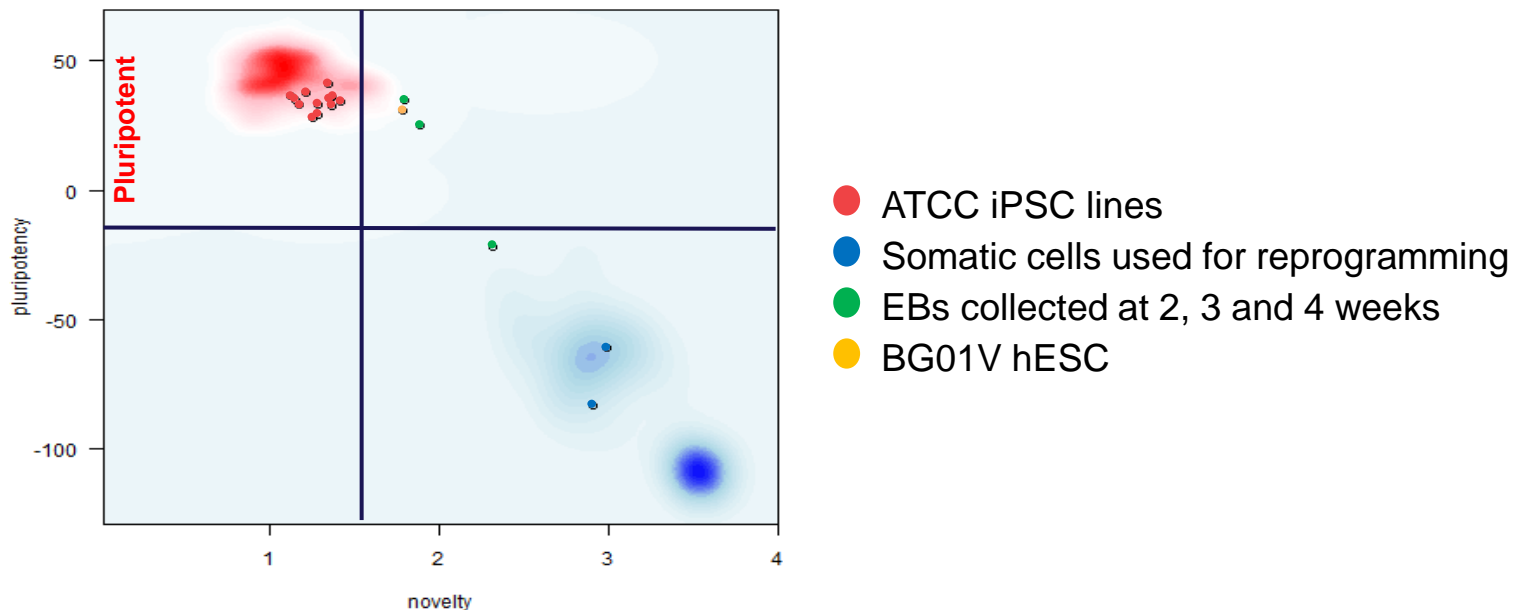 Pluripotent
pluripotency
50
0
-50
-100
1
2
3
4
novelty
ATCC iPSC lines
Somatic cells used for reprogramming
EBs collected at 2, 3 and 4 weeks
BG01V hESC